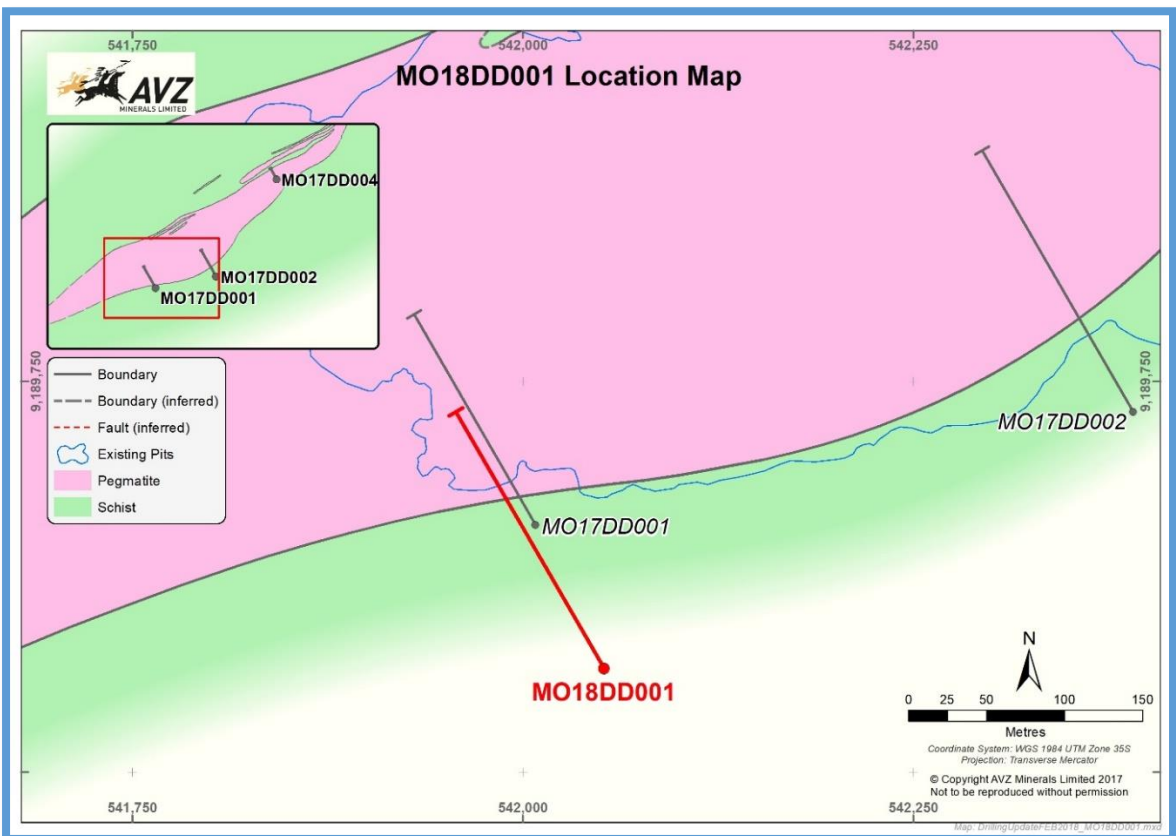 541,750
542,000
542,250
MO18DD001 Location Map
AVZ
MINERALS LIMITED
MO17DD004
MO17DD002
MO17DD001
Boundary
Boundary (inferred)
Fault (inferred)
Existing Pits
Pegmatite
Schist
9,189,750
9,189,750
MO17DD002
MO17DD001
MO18DD001
N
0 25 50 100 150
Metres
Coordinate System: WGS 1984 UTM Zone 35S
Projection: Transverse Mercator
© Copyright AVZ Minerals Limited 2017
Not to be reproduced without permission
541,750
542,000
542,250
Map: DrillingUpdateFEB2018_MO18DD001.mxd